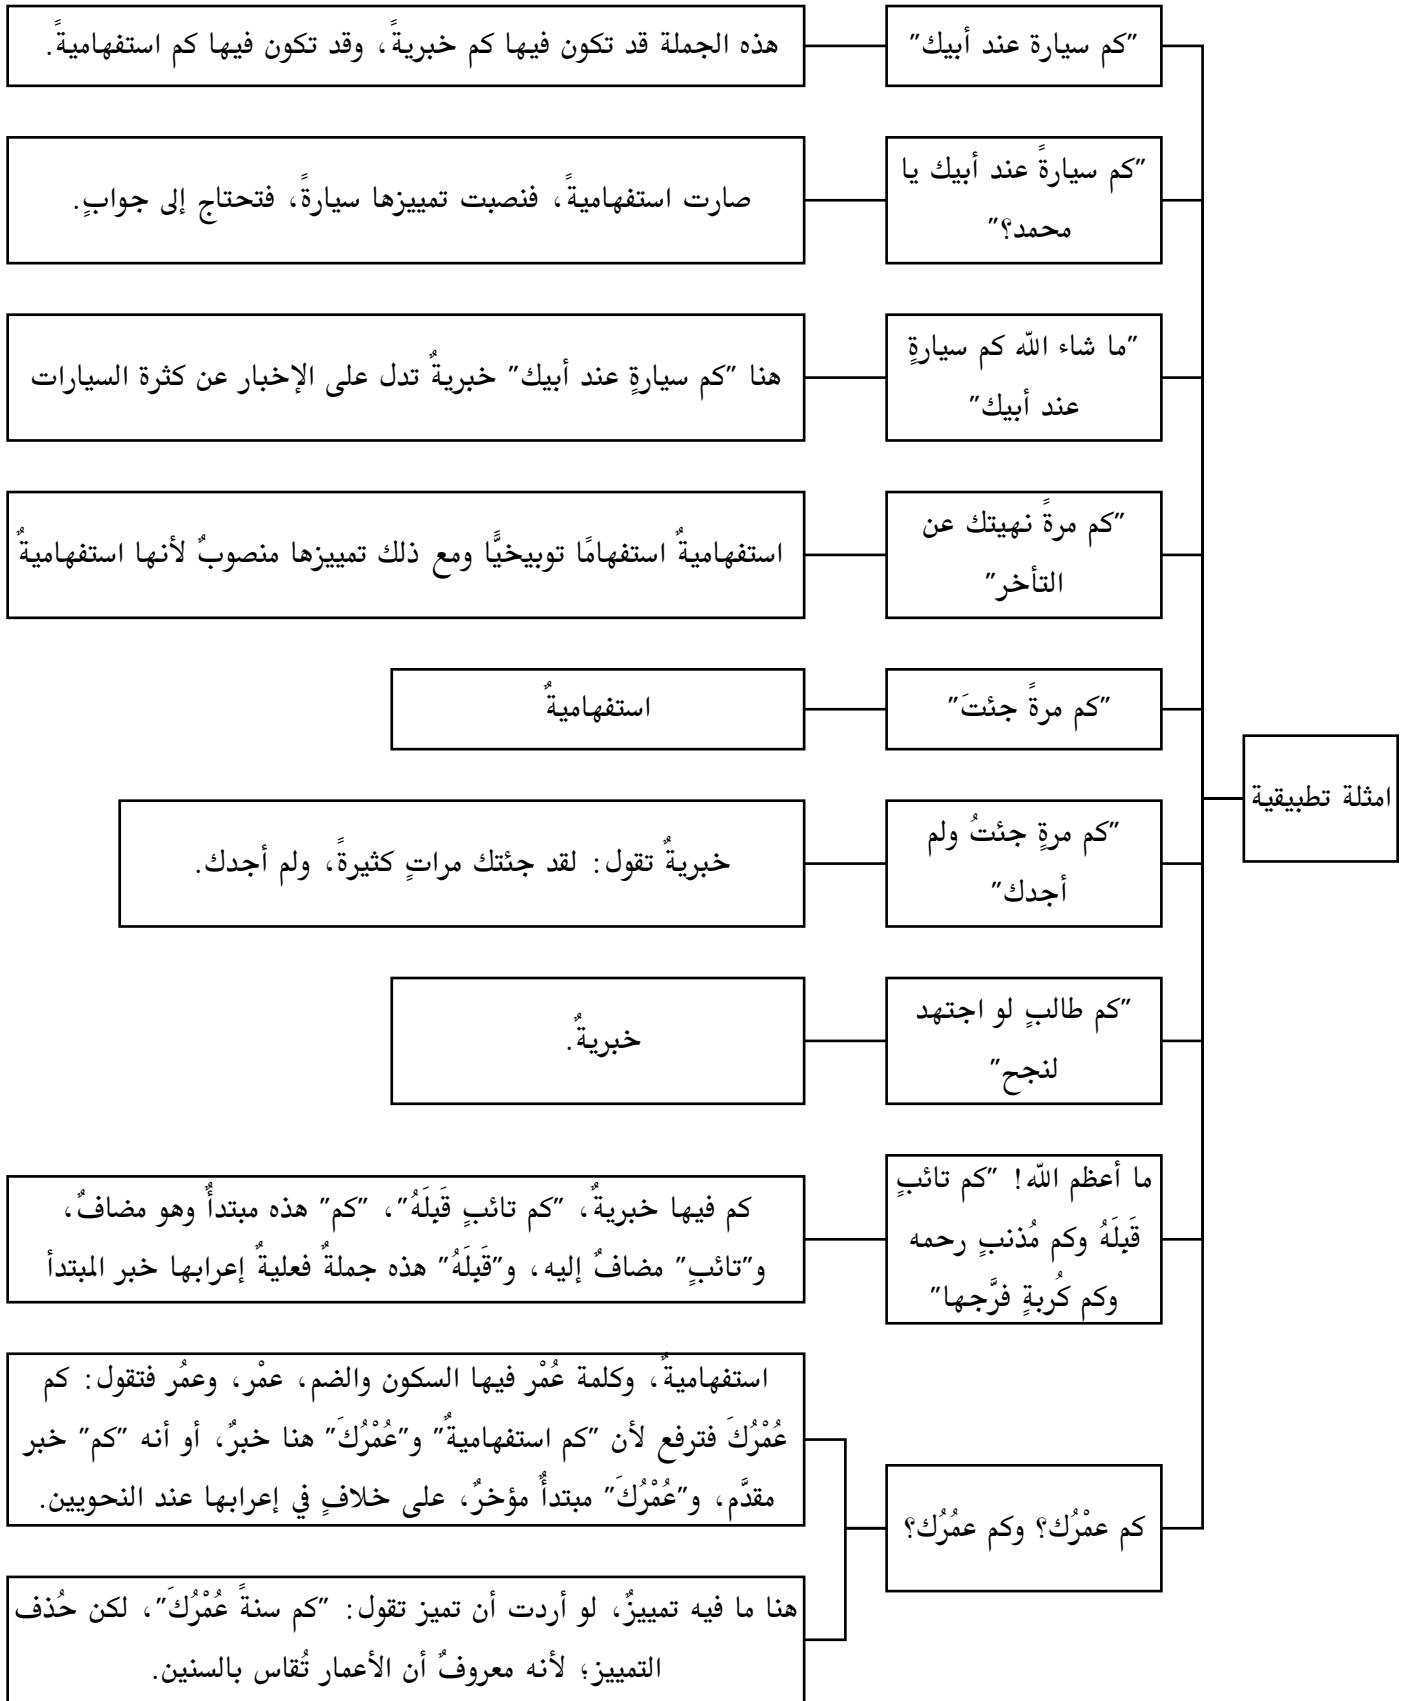 امثلة تطبيقية
"كم سيارة عند أبيك"
هذه الجملة قد تكون فيها كم خبريةً، وقد تكون فيها كم استفهاميةً.
"كم سيارةً عند أبيك يا
محمد؟"
صارت استفهاميةً، فنصبت تمييزها سيارةً، فتحتاج إلى جوابٍ.
"ما شاء الله كم سيارةٍ
عند أبيك"
هنا "كم سيارةٍ عند أبيك" خبريةٌ تدل على الإخبار عن كثرة السيارات
"كم مرةً نهيتك عن
التأخر"
استفهاميةٌ استفهامًا توبيخيًّا ومع ذلك تمييزها منصوبٌ لأنها استفهاميةٌ
"كم مرةً جئتَ"
استفهاميةٌ
"كم مرةٍ جئتُ ولم
أجدك"
خبريةٌ تقول: لقد جئتك مراتٍ كثيرةً، ولم أجدك.
"كم طالبٍ لو اجتهد
لنجح"
خبريةٌ.
ما أعظم الله! "كم تائبٍ
قَبِلَهُ وكم مُذنبٍ رحمه
وكم كُربةٍ فرَّجها"
كم فيها خبريةٌ، "كم تائبٍ قَبِلَهُ"، "كم" هذه مبتدأٌ وهو مضافٌ،
و"تائبٍ" مضافٌ إليه، و"قَبِلَهُ" هذه جملةٌ فعليةٌ إعرابها خبر المبتدأ
كم عمْرُك؟ وكم عمُرُك؟
استفهاميةٌ، وكلمة عُمْر فيها السكون والضم، عمْر، وعمُر فتقول: كم
عُمْرُكَ فترفع لأن "كم استفهاميةٌ" و"عُمْرُكَ" هنا خبرٌ، أو أنه "كم" خبر
مقدَّم، و"عُمْرُكَ" مبتدأٌ مؤخرٌ، على خلافٍ في إعرابها عند النحويين.
هنا ما فيه تمييزٌ، لو أردت أن تميز تقول: "كم سنةً عُمْرُكَ"، لكن حُذف
التمييز؛ لأنه معروفٌ أن الأعمار تُقاس بالسنين.